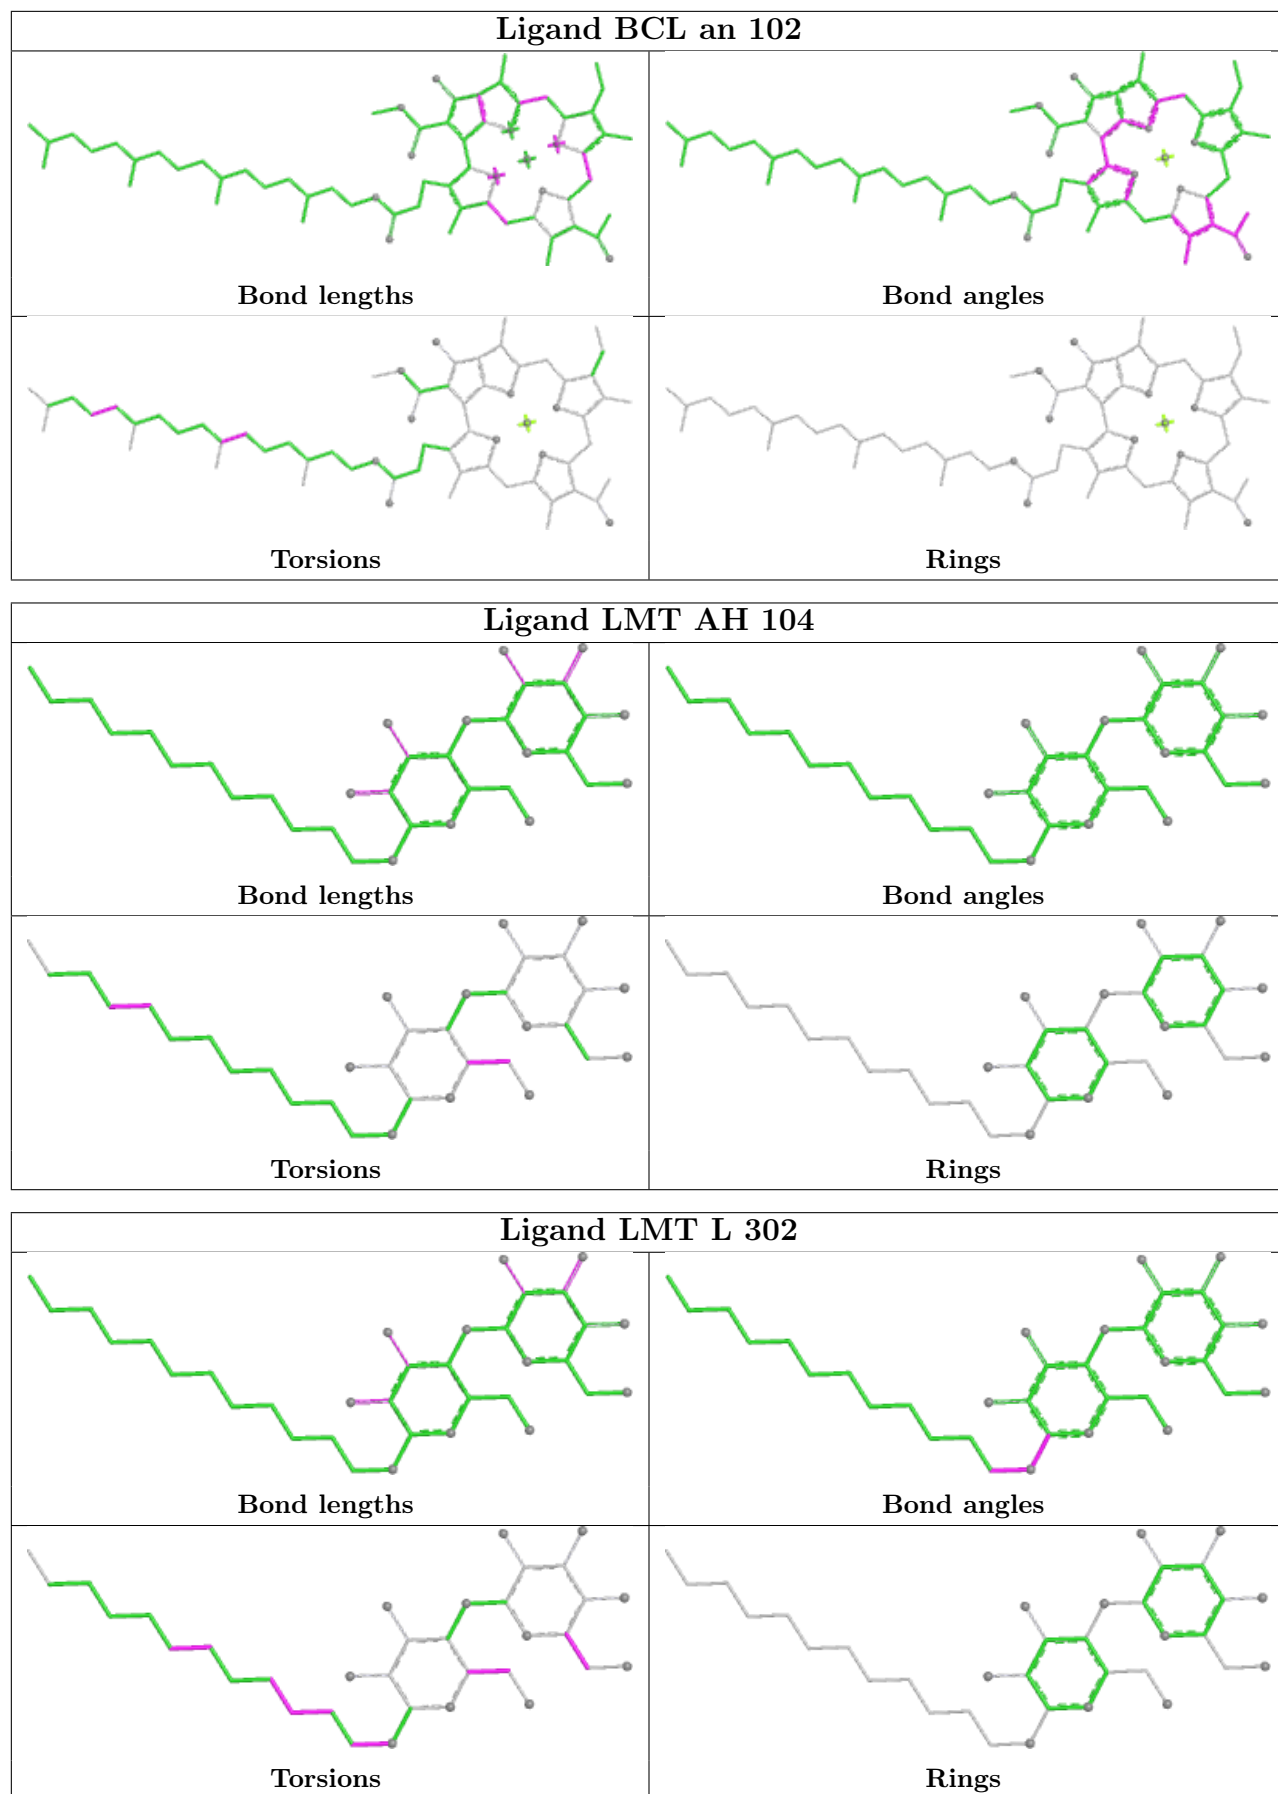 Ligand BCL an 102
Bond lengths
Bond angles
Torsions
Rings
Ligand LMT AH 104
Bond lengths
Bond angles
Torsions
Rings
Ligand LMT L 302
Bond lengths
Bond angles
Torsions
Rings